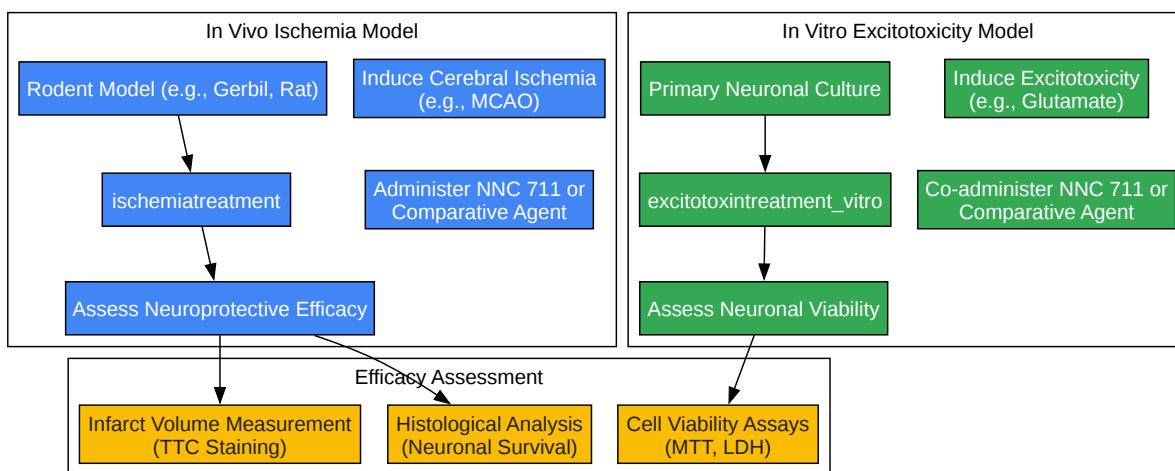 In Vivo Ischemia Model
Rodent Model (e.g., Gerbil, Rat)
Induce Cerebral Ischemia
(e.g., MCAO)
ischemiatreatment
Administer NNC 711 or
Comparative Agent
Assess Neuroprotective Efficacy
In Vitro Excitotoxicity Model
Primary Neuronal Culture
Induce Excitotoxicity
(e.g., Glutamate)
excitotoxintreatment_vitro
Co-administer NNC 711 or
Comparative Agent
Assess Neuronal Viability
Efficacy Assessment
Infarct Volume Measurement
(TTC Staining)
Histological Analysis
(Neuronal Survival)
Cell Viability Assays
(MTT, LDH)